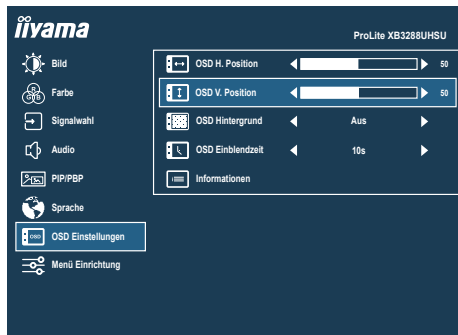 iiyama
ProLite XB3288UHSU
Bild
Farbe
R
G B
Signalwahl
Audio
PIP/PBP
Sprache
OSD
OSD Einstellungen
Menü Einrichtung
OSD H. Position 50
OSD V. Position 50
OSD Hintergrund Aus
OSD Einblendzeit 10s
Informationen